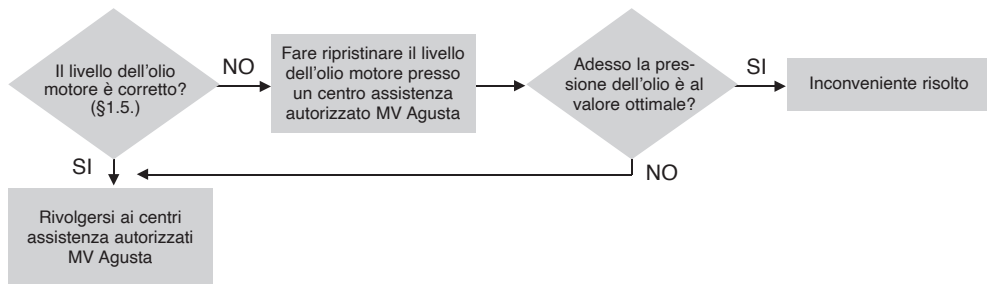 Il livello dell'olio
motore è corretto?
(§1.5.)
NO
Fare ripristinare il livello
dell'olio motore presso
un centro assistenza
autorizzato MV Agusta
Adesso la pres-
sione dell'olio è al
valore ottimale?
SI
Inconveniente risolto
SI
NO
Rivolgersi ai centri
assistenza autorizzati
MV Agusta